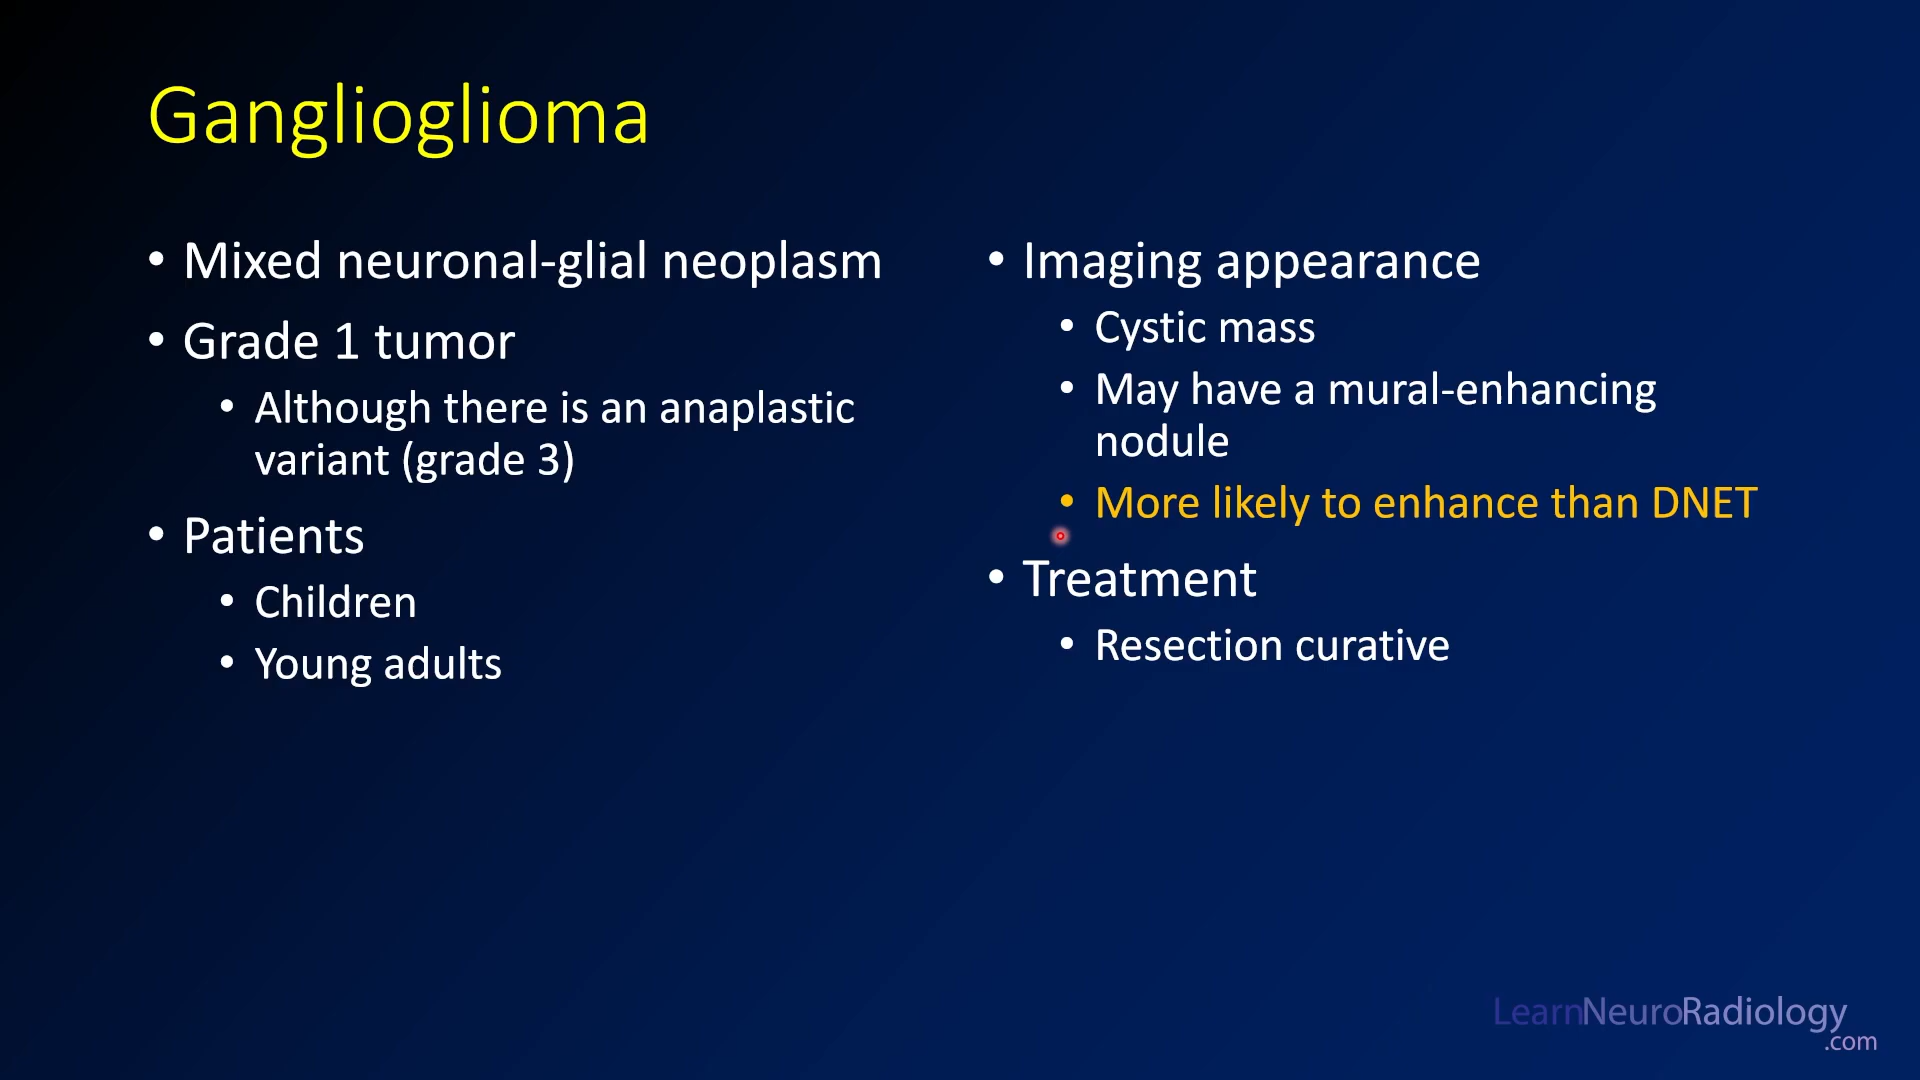 Ganglioglioma
• Mixed neuronal-glial neoplasm
• Grade 1 tumor
• Although there is an anaplastic
variant (grade 3)
• Patients
• Children
• Young adults
• Imaging appearance
• Cystic mass
• May have a mural-enhancing
nodule
• More likely to enhance than DNET
• Treatment
• Resection curative
LearnNeuroRadiology
.com